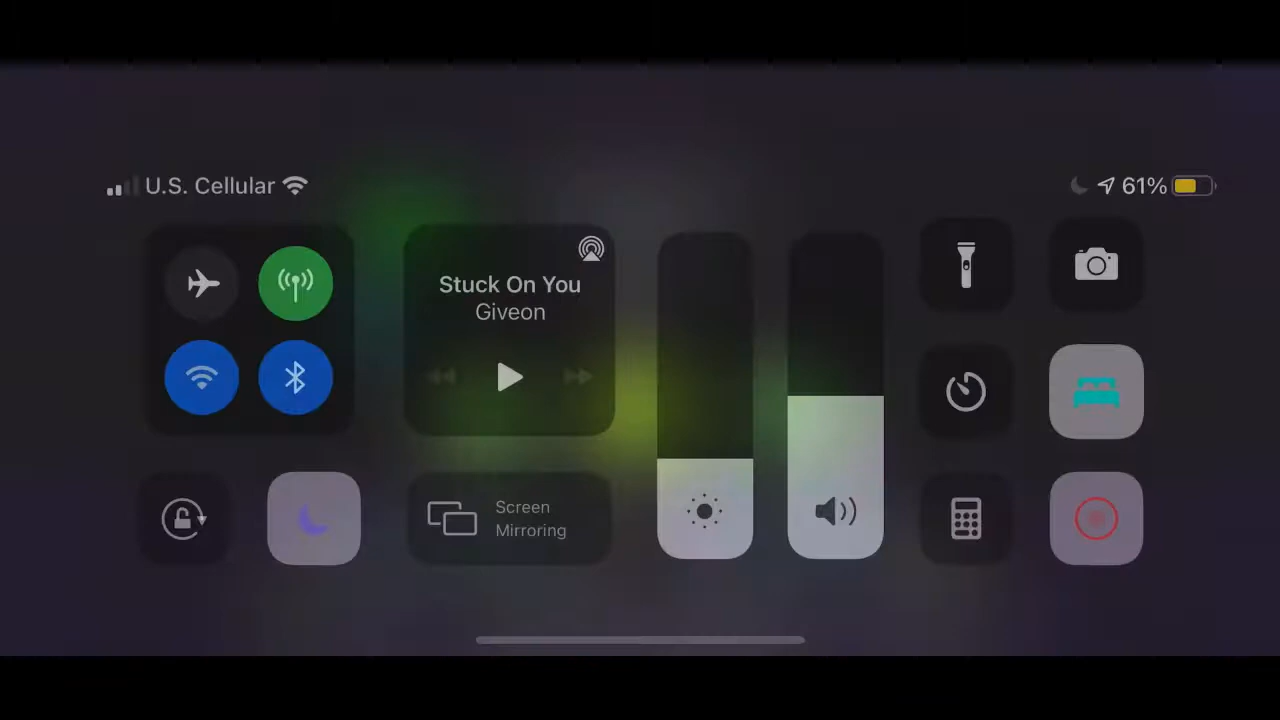 U.S. Cellular
61%
Stuck On You
Giveon
Screen
Mirroring